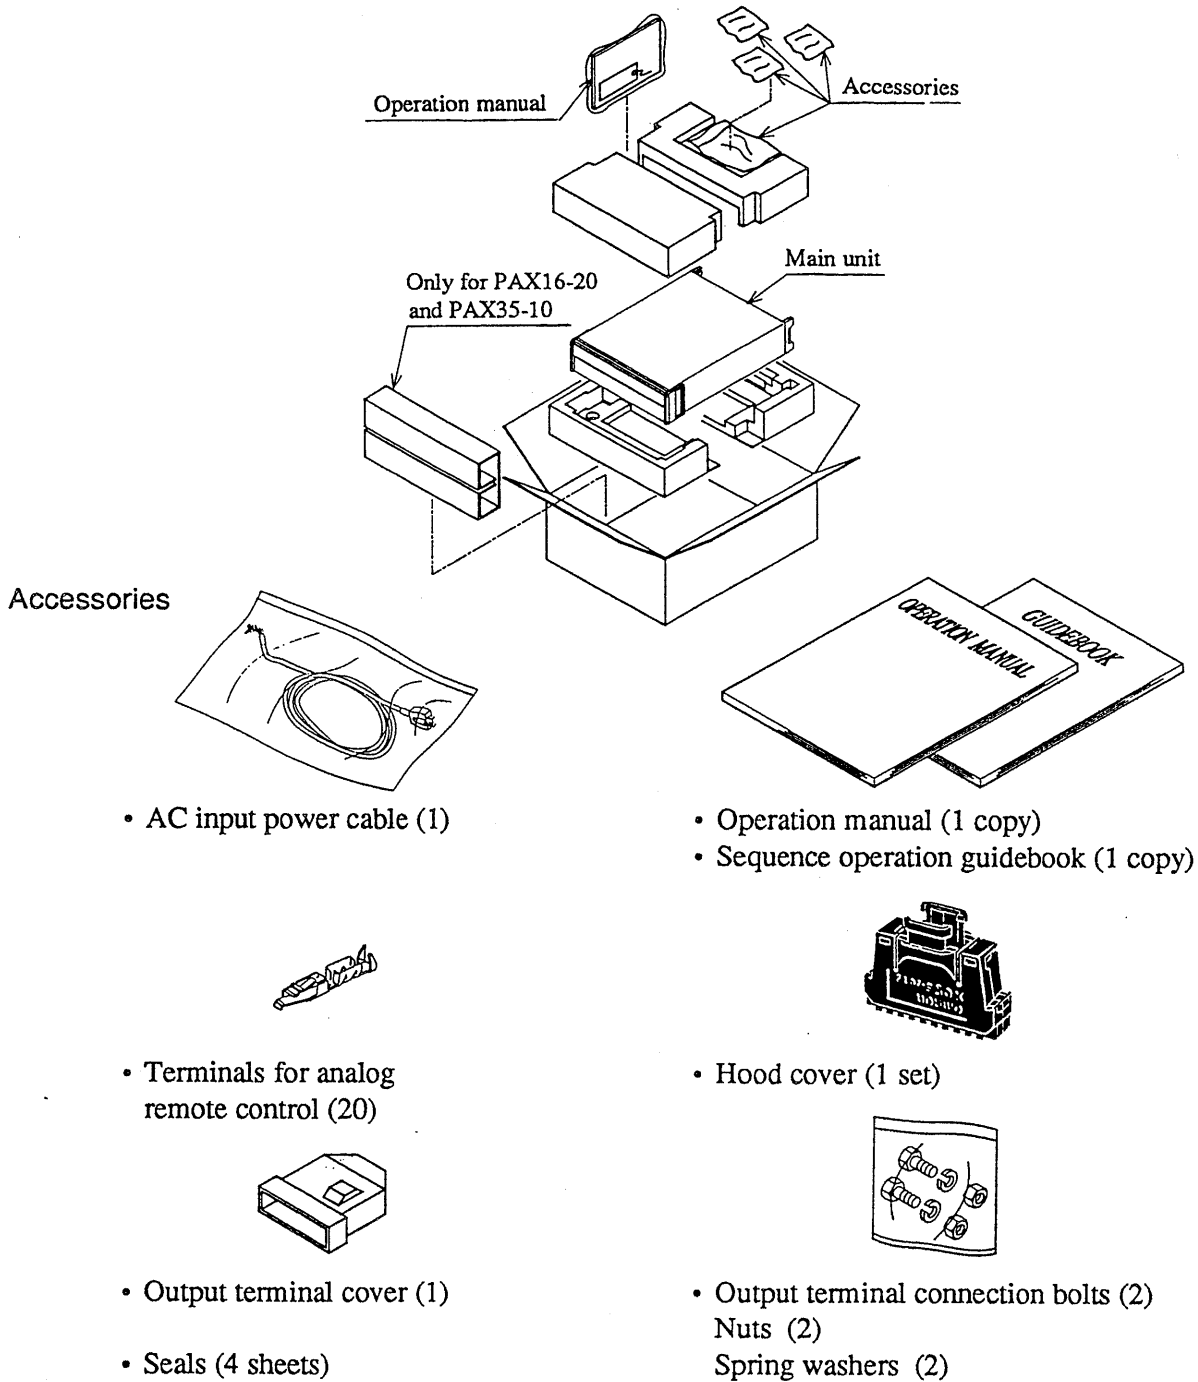 Operation manual
Accessories
Main unit
Only for PAX16-20
and PAX35-10
Accessories
OPERATION MANUAL
GUIDEBOOK
• AC input power cable (1)
• Operation manual (1 copy)
• Sequence operation guidebook (1 copy)
• Terminals for analog
remote control (20)
• Hood cover (1 set)
• Output terminal cover (1)
• Seals (4 sheets)
• Output terminal connection bolts (2)
Nuts (2)
Spring washers (2)